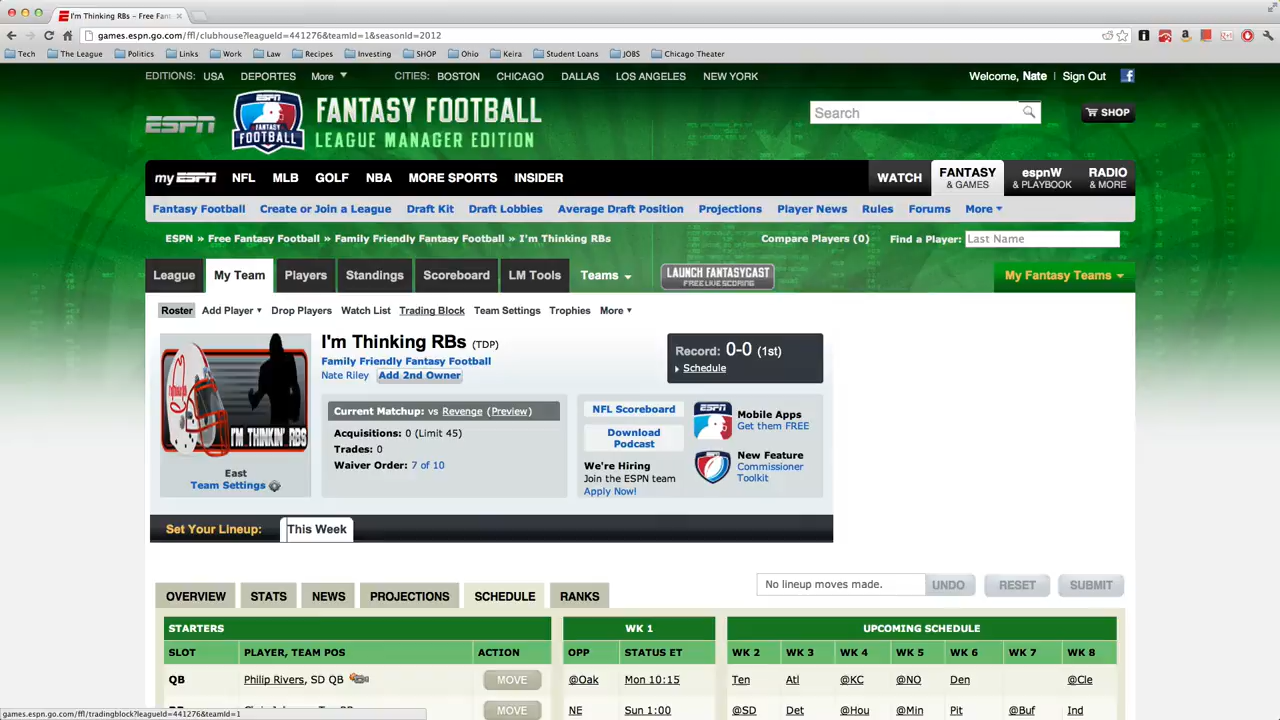 I'm Thinking RBs – Free Fant
games.espn.go.com/ffl/clubhouse?leagueId=441276&teamId=1&seasonId=2012
Tech The League Politics Links Work Law Recipes Investing SHOP Ohio Keira Student Loans JOBS Chicago Theater
EDITIONS: USA DEPORTES More CITIES: BOSTON CHICAGO DALLAS LOS ANGELES NEW YORK Welcome, Nate | Sign Out
ESPN
ESPN FANTASY FOOTBALL
FANTASY FOOTBALL
LEAGUE MANAGER EDITION
Search
SHOP
my ESPN NFL MLB GOLF NBA MORE SPORTS INSIDER WATCH FANTASY & GAMES espnW & PLAYBOOK RADIO & MORE
Fantasy Football Create or Join a League Draft Kit Draft Lobbies Average Draft Position Projections Player News Rules Forums More
ESPN » Free Fantasy Football » Family Friendly Fantasy Football » I'm Thinking RBs Compare Players (0) Find a Player: Last Name
League My Team Players Standings Scoreboard LM Tools Teams LAUNCH FANTASYCAST FREE LIVE SCORING My Fantasy Teams
Roster Add Player Drop Players Watch List Trading Block Team Settings Trophies More
I'M THINKIN' RBS
East
Team Settings
I'm Thinking RBs (TDP)
Family Friendly Fantasy Football
Nate Riley Add 2nd Owner
Record: 0-0 (1st)
Schedule
Current Matchup: vs Revenge (Preview)
Acquisitions: 0 (Limit 45)
Trades: 0
Waiver Order: 7 of 10
NFL Scoreboard
Download
Podcast
We're Hiring
Join the ESPN team
Apply Now!
ESPN
Mobile Apps
Get them FREE
New Feature
Commissioner
Toolkit
Set Your Lineup: This Week
No lineup moves made. UNDO RESET SUBMIT
OVERVIEW STATS NEWS PROJECTIONS SCHEDULE RANKS
STARTERS WK 1 UPCOMING SCHEDULE
SLOT PLAYER, TEAM POS ACTION OPP STATUS ET WK 2 WK 3 WK 4 WK 5 WK 6 WK 7 WK 8
QB Philip Rivers, SD QB MOVE @Oak Mon 10:15 Ten Atl @KC @NO Den @Cle
MOVE NE Sun 1:00 @SD Det @Hou @Min Pit @Buf Ind
games.espn.go.com/ffl/tradingblock?leagueId=441276&teamId=1